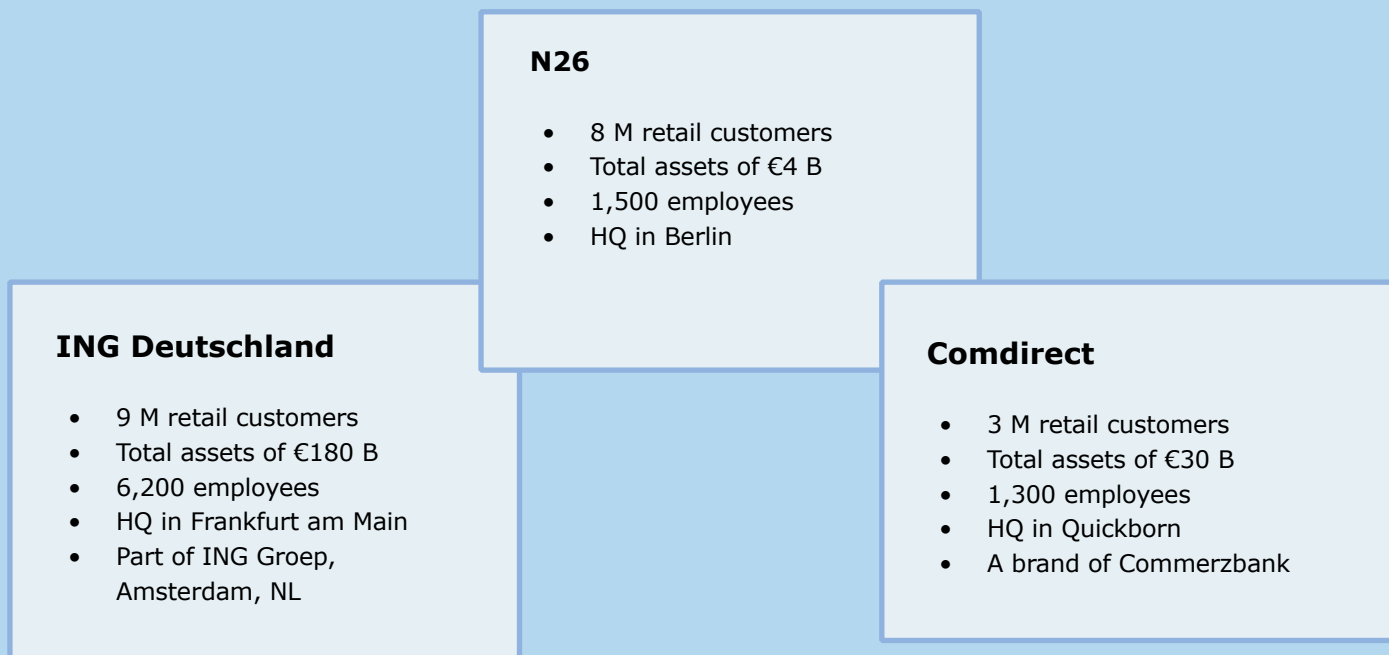 N26
• 8 M retail customers
• Total assets of €4 B
• 1,500 employees
• HQ in Berlin
ING Deutschland
• 9 M retail customers
• Total assets of €180 B
• 6,200 employees
• HQ in Frankfurt am Main
• Part of ING Groep,
Amsterdam, NL
Comdirect
• 3 M retail customers
• Total assets of €30 B
• 1,300 employees
• HQ in Quickborn
• A brand of Commerzbank